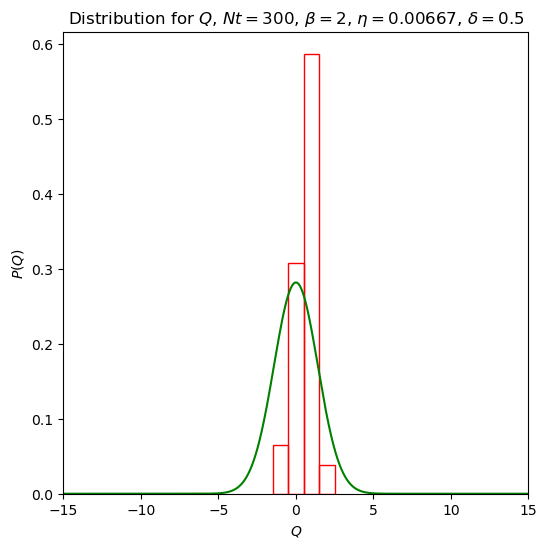 Distribution for Q, Nt = 300, β = 2, η = 0.00667, δ = 0.5
0.6
0.5
0.4
0.3
0.2
0.1
0.0
P(Q)
−15 −10 −5 0 5 10 15
Q